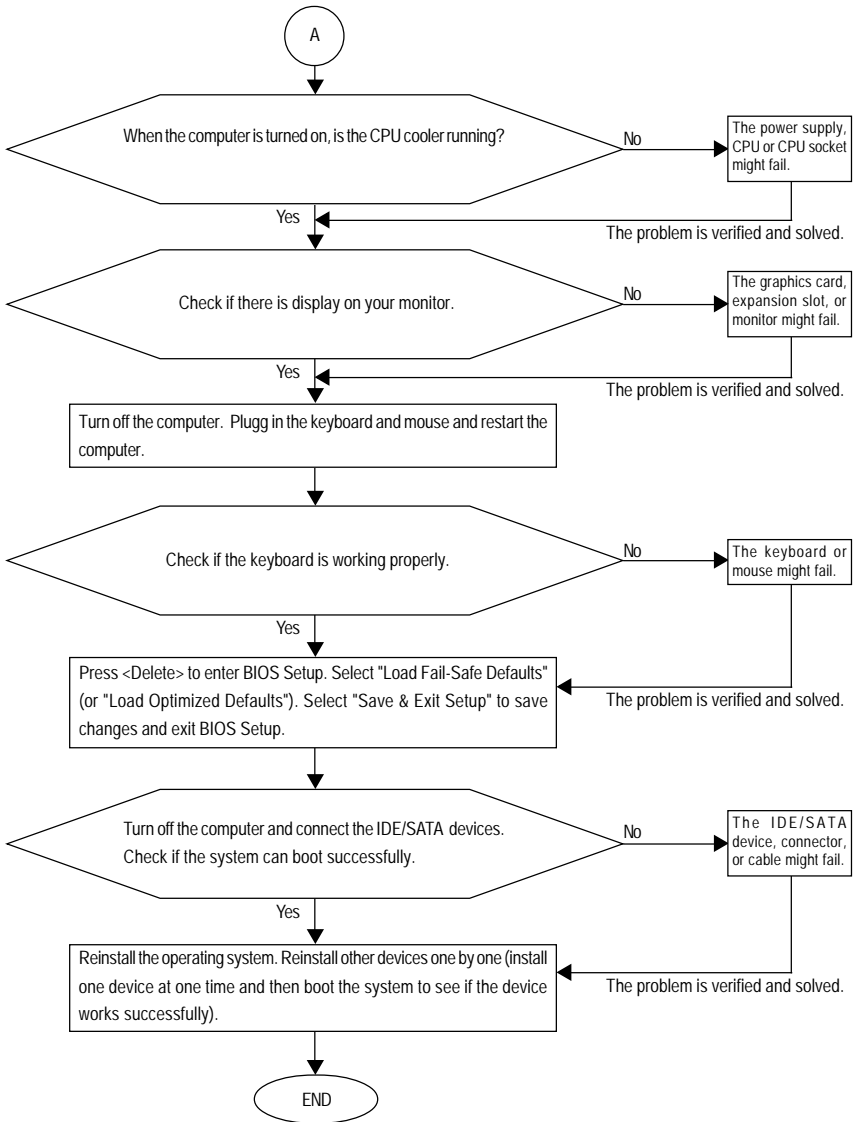 A
When the computer is turned on, is the CPU cooler running?
No
The power supply,
CPU or CPU socket
might fail.
Yes
The problem is verified and solved.
Check if there is display on your monitor.
No
The graphics card,
expansion slot, or
monitor might fail.
Yes
The problem is verified and solved.
Turn off the computer. Plugg in the keyboard and mouse and restart the
computer.
Check if the keyboard is working properly.
No
The keyboard or
mouse might fail.
Yes
Press <Delete> to enter BIOS Setup. Select "Load Fail-Safe Defaults"
(or "Load Optimized Defaults"). Select "Save & Exit Setup" to save
changes and exit BIOS Setup.
The problem is verified and solved.
Turn off the computer and connect the IDE/SATA devices.
Check if the system can boot successfully.
No
The IDE/SATA
device, connector,
or cable might fail.
Yes
Reinstall the operating system. Reinstall other devices one by one (install
one device at one time and then boot the system to see if the device
works successfully).
The problem is verified and solved.
END